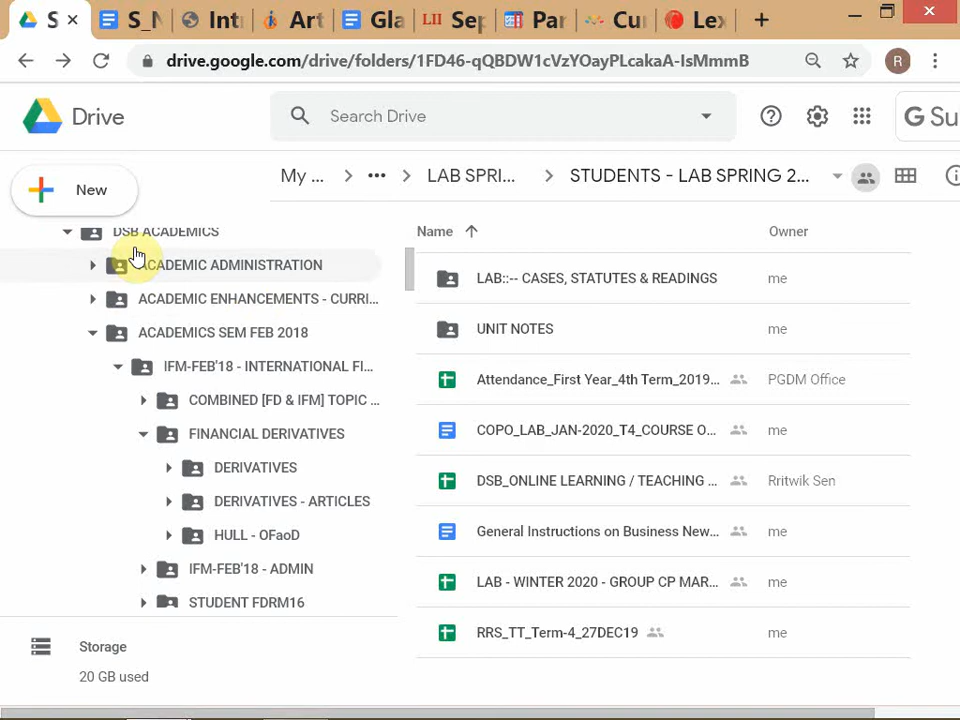 S
S_N
Int
Art
Gla
LII
Sep
Par
Cu
Lex
drive.google.com/drive/folders/1FD46-qQBDW1cVzYOayPLcakaA-IsMmmB
R
Drive
Search Drive
G Su
New
My ...
LAB SPRI...
STUDENTS - LAB SPRING 2...
DSB ACADEMICS
ACADEMIC ADMINISTRATION
ACADEMIC ENHANCEMENTS - CURRI...
ACADEMICS SEM FEB 2018
IFM-FEB'18 - INTERNATIONAL FI...
COMBINED [FD & IFM] TOPIC ...
FINANCIAL DERIVATIVES
DERIVATIVES
DERIVATIVES - ARTICLES
HULL - OFaoD
IFM-FEB'18 - ADMIN
STUDENT FDRM16
Storage
20 GB used
Name Owner
LAB::-- CASES, STATUTES & READINGS me
UNIT NOTES me
Attendance_First Year_4th Term_2019... PGDM Office
COPO_LAB_JAN-2020_T4_COURSE O... me
DSB_ONLINE LEARNING / TEACHING ... Rritwik Sen
General Instructions on Business New... me
LAB - WINTER 2020 - GROUP CP MAR... me
RRS_TT_Term-4_27DEC19 me